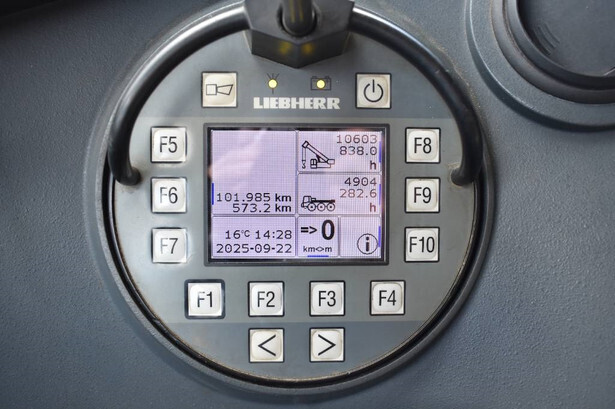 LIEBHERR
F5
F6
F7
F8
F9
F10
10603
838.0
h
101.985 km
573.2 km
4904
282.6
h
16°C 14:28
2025-09-22
=>0
km<>m
i
F1 F2 F3 F4
< >